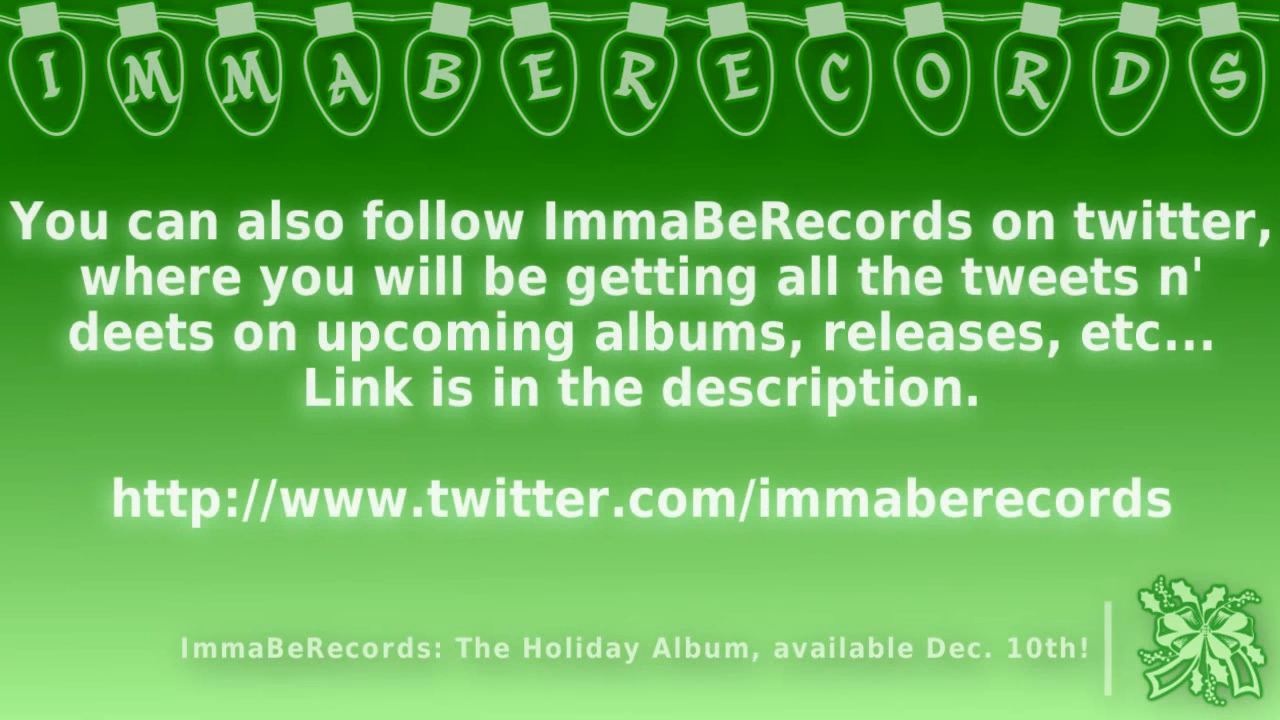 IMMABERECORDS
You can also follow ImmaBeRecords on twitter,
where you will be getting all the tweets n'
deets on upcoming albums, releases, etc...
Link is in the description.
http://www.twitter.com/immaberecords
ImmaBeRecords: The Holiday Album, available Dec. 10th!